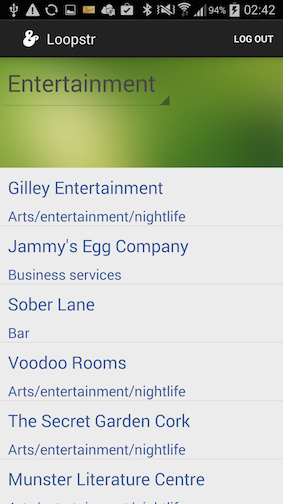 94% 02:42
Loopstr LOG OUT
Entertainment
Gilley Entertainment
Arts/entertainment/nightlife
Jammy's Egg Company
Business services
Sober Lane
Bar
Voodoo Rooms
Arts/entertainment/nightlife
The Secret Garden Cork
Arts/entertainment/nightlife
Munster Literature Centre